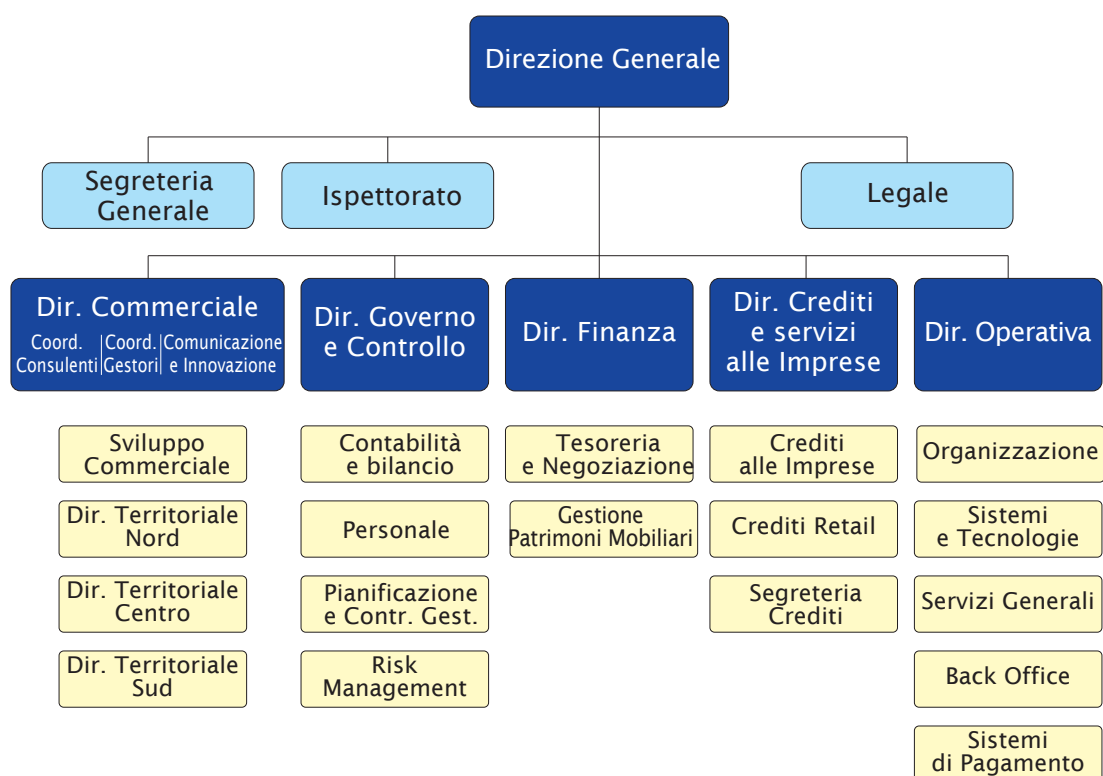 Direzione Generale
Segreteria
Generale
Ispettorato
Legale
Dir. Commerciale
Coord.
Consulenti
Coord.
Gestori
Comunicazione
e Innovazione
Dir. Governo
e Controllo
Dir. Finanza
Dir. Crediti
e servizi
alle Imprese
Dir. Operativa
Sviluppo
Commerciale
Dir. Territoriale
Nord
Dir. Territoriale
Centro
Dir. Territoriale
Sud
Contabilità
e bilancio
Personale
Pianificazione
e Contr. Gest.
Risk
Management
Tesoreria
e Negoziazione
Gestione
Patrimoni Mobiliari
Crediti
alle Imprese
Crediti Retail
Segreteria
Crediti
Organizzazione
Sistemi
e Tecnologie
Servizi Generali
Back Office
Sistemi
di Pagamento